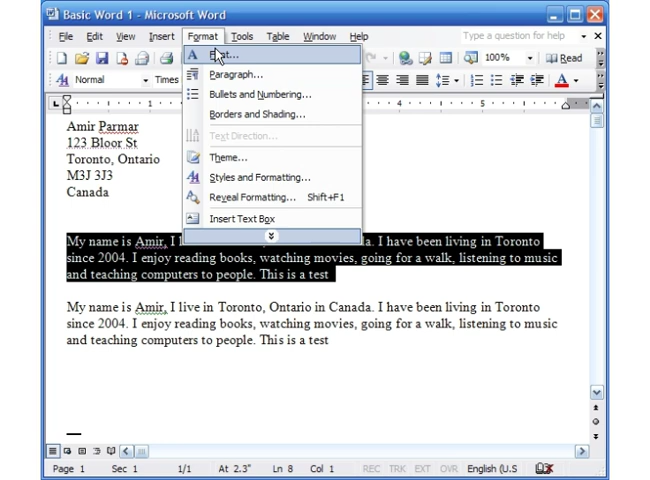 Basic Word 1 - Microsoft Word
File Edit View Insert Format Tools Table Window Help Type a question for help
100% Read
Normal Times
Paragraph...
Bullets and Numbering...
Borders and Shading...
Text Direction...
Theme...
Styles and Formatting...
Reveal Formatting... Shift+F1
Insert Text Box
1 4 5
Amir Parmar
123 Bloor St
Toronto, Ontario
M3J 3J3
Canada
My name is Amir, I l a. I have been living in Toronto
since 2004. I enjoy reading books, watching movies, going for a walk, listening to music
and teaching computers to people. This is a test
My name is Amir, I live in Toronto, Ontario in Canada. I have been living in Toronto
since 2004. I enjoy reading books, watching movies, going for a walk, listening to music
and teaching computers to people. This is a test
Page 1 Sec 1 1/1 At 2.3" Ln 8 Col 1 REC TRK EXT OVR English (U.S